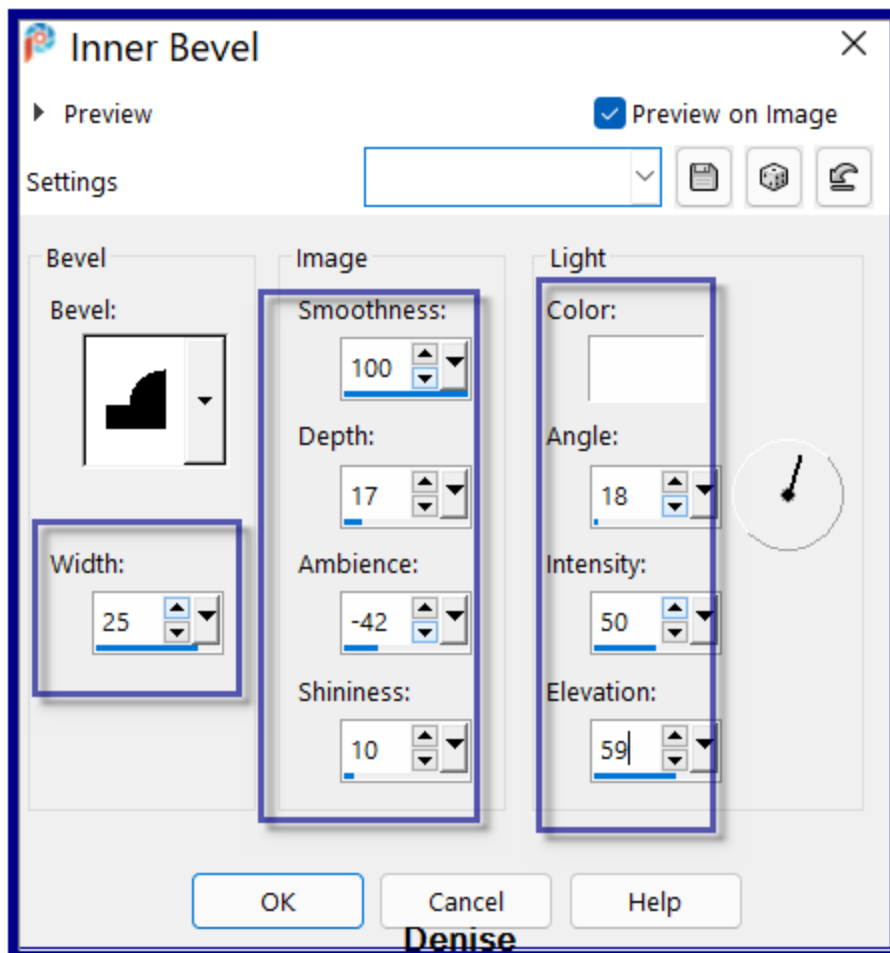 Inner Bevel
Preview
Preview on Image
Settings
Bevel
Image
Light
Bevel:
Smoothness:
Color:
100
Depth:
Angle:
17
18
Width:
Ambience:
Intensity:
25
-42
50
Shininess:
Elevation:
10
59
OK
Cancel
Help
Denise